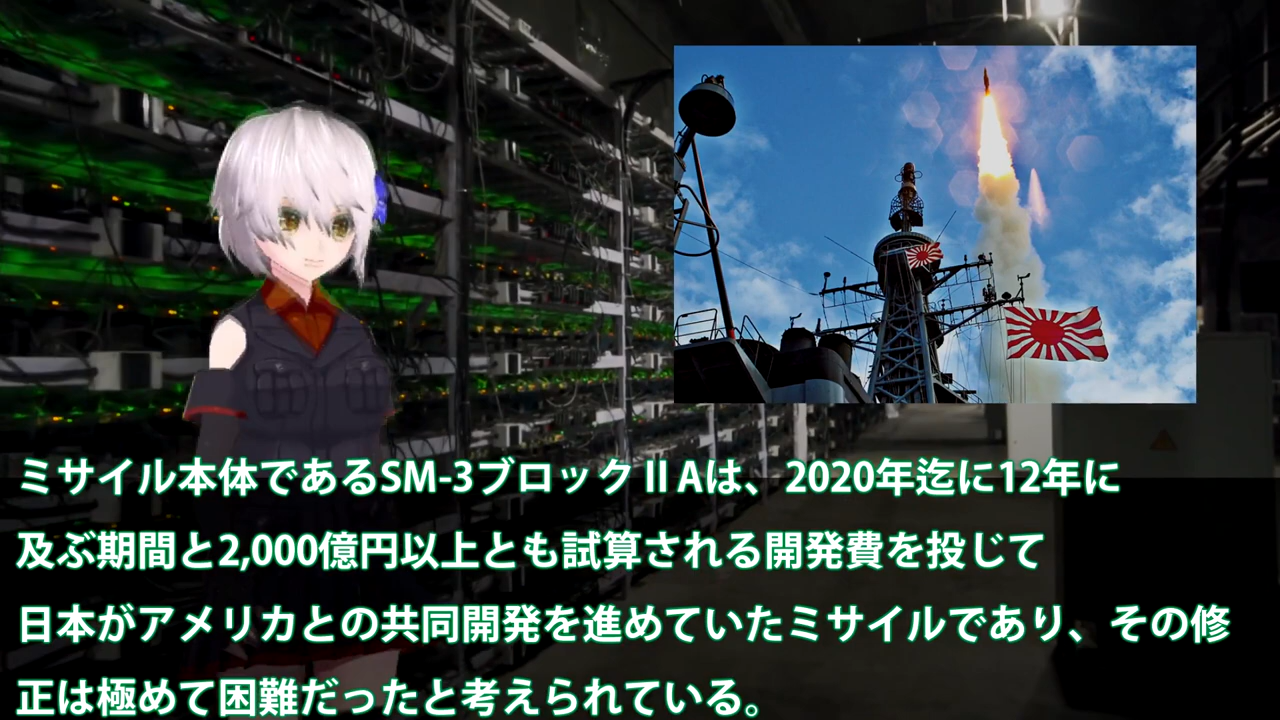 ミサイル本体であるSM-3ブロックⅡAは、2020年迄に12年に
及ぶ期間と2,000億円以上とも試算される開発費を投じて
日本がアメリカとの共同開発を進めていたミサイルであり、その修
正は極めて困難だったと考えられている。